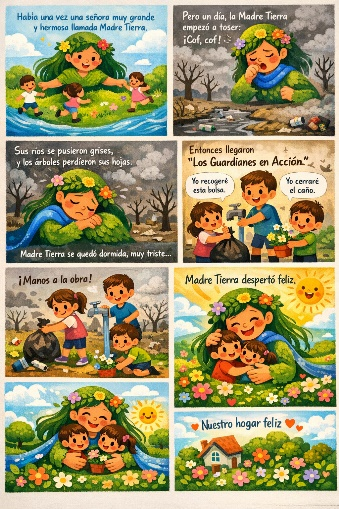 Había una vez una señora muy grande
y hermosa llamada Madre Tierra.
Pero un día, la Madre Tierra
empezó a toser:
¡Cof, cof!
Sus ríos se pusieron grises,
y los árboles perdieron sus hojas.
Madre Tierra se quedó dormida, muy triste...
Entonces llegaron
"Los Guardianes en Acción."
Yo recogeré
esta bolsa.
Yo cerraré
el caño.
¡Manos a la obra!
Madre Tierra despertó feliz.
Nuestro hogar feliz